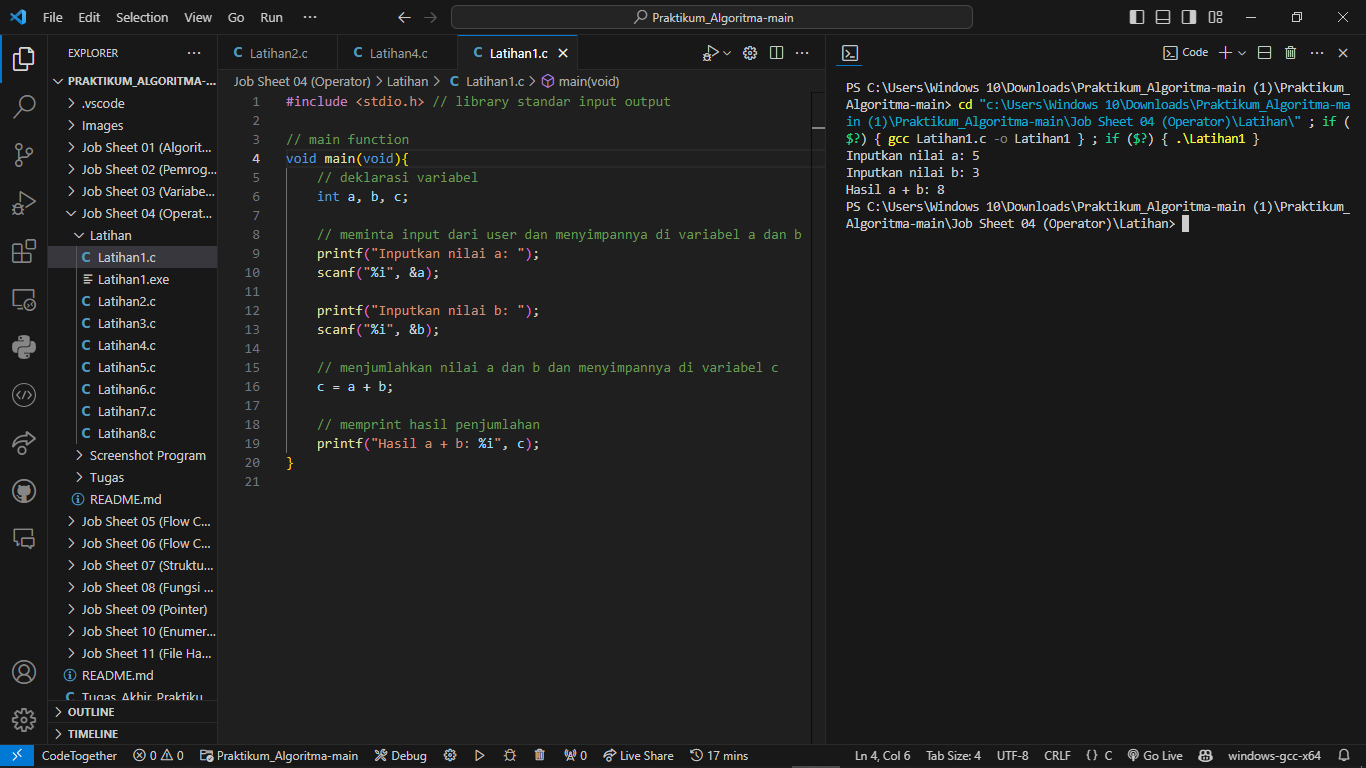 File Edit Selection View Go Run ··· Praktikum_Algoritma-main
EXPLORER ···
PRAKTIKUM_ALGORITMA-...
.vscode
Images
Job Sheet 01 (Algorit...
Job Sheet 02 (Pemrog...
Job Sheet 03 (Variabe...
Job Sheet 04 (Operat...
Latihan
C Latihan1.c
Latihan1.exe
C Latihan2.c
C Latihan3.c
C Latihan4.c
C Latihan5.c
C Latihan6.c
C Latihan7.c
C Latihan8.c
Screenshot Program
Tugas
README.md
Job Sheet 05 (Flow C...
Job Sheet 06 (Flow C...
Job Sheet 07 (Struktu...
Job Sheet 08 (Fungsi ...
Job Sheet 09 (Pointer)
Job Sheet 10 (Enumer...
Job Sheet 11 (File Ha...
README.md
C Tugas_Akhir_Praktiku...
OUTLINE
TIMELINE
C Latihan2.c C Latihan4.c C Latihan1.c
Job Sheet 04 (Operator) > Latihan > C Latihan1.c > main(void)
1 #include <stdio.h> // library standar input output
2
3 // main function
4 void main(void){
5 // deklarasi variabel
6 int a, b, c;
7
8 // meminta input dari user dan menyimpannya di variabel a dan b
9 printf("Inputkan nilai a: ");
10 scanf("%i", &a);
11
12 printf("Inputkan nilai b: ");
13 scanf("%i", &b);
14
15 // menjumlahkan nilai a dan b dan menyimpannya di variabel c
16 c = a + b;
17
18 // memprint hasil penjumlahan
19 printf("Hasil a + b: %i", c);
20 }
21
Code
PS C:\Users\Windows 10\Downloads\Praktikum_Algoritma-main (1)\Praktikum_
Algoritma-main> cd "c:\Users\Windows 10\Downloads\Praktikum_Algoritma-ma
in (1)\Praktikum_Algoritma-main\Job Sheet 04 (Operator)\Latihan\" ; if (
$?) { gcc Latihan1.c -o Latihan1 } ; if ($?) { .\Latihan1 }
Inputkan nilai a: 5
Inputkan nilai b: 3
Hasil a + b: 8
PS C:\Users\Windows 10\Downloads\Praktikum_Algoritma-main (1)\Praktikum_
Algoritma-main\Job Sheet 04 (Operator)\Latihan>
CodeTogether 0 0 Praktikum_Algoritma-main Debug 0 Live Share 17 mins Ln 4, Col 6 Tab Size: 4 UTF-8 CRLF { } C Go Live windows-gcc-x64